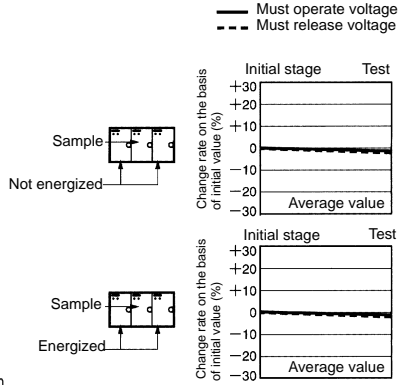 Must operate voltage
Must release voltage
Initial stage Test
Change rate on the basis
of initial value (%)
+30
+20
+10
0
−10
−20
−30
Average value
Sample
Not energized
Initial stage Test
Change rate on the basis
of initial value (%)
+30
+20
+10
0
−10
−20
−30
Average value
Sample
Energized